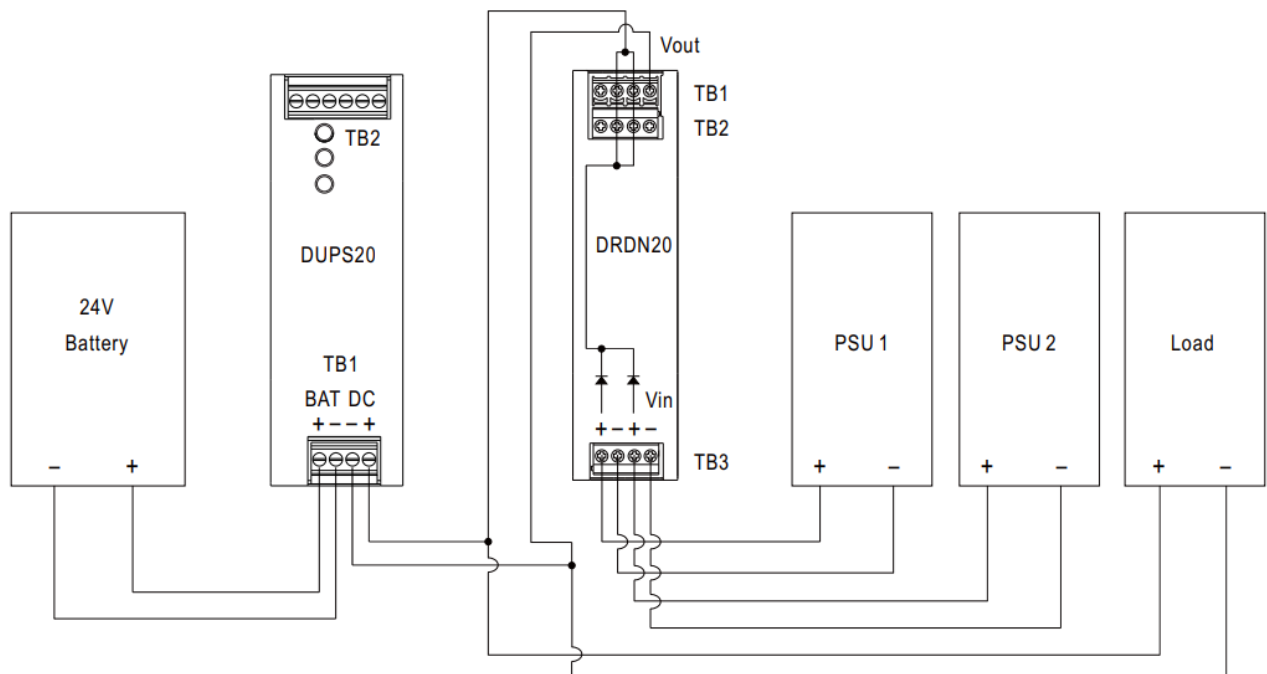 Vout
TB1
TB2
TB2
DUPS20
DRDN20
24V
Battery
PSU 1
PSU 2
Load
TB1
BAT DC
+ − − +
Vin
+ − + −
TB3
− +
+ −
+ −
+ −